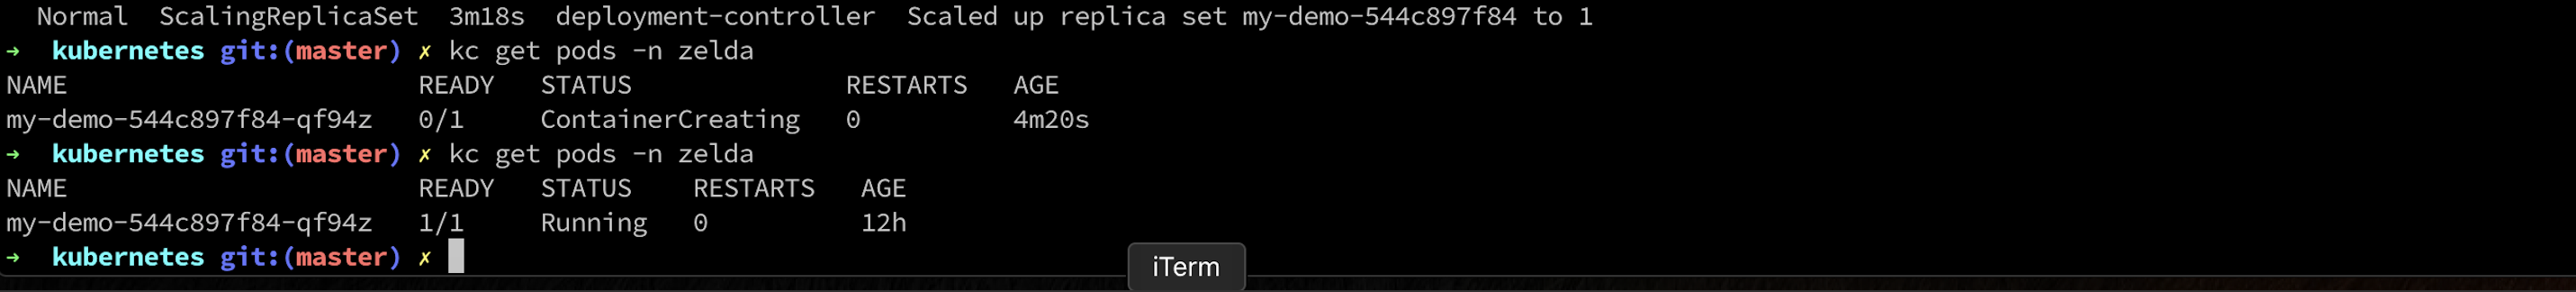 Normal  ScalingReplicaSet  3m18s  deployment-controller  Scaled up replica set my-demo-544c897f84 to 1
→  kubernetes git:(master) ✗ kc get pods -n zelda
NAME                       READY   STATUS              RESTARTS   AGE
my-demo-544c897f84-qf94z   0/1     ContainerCreating   0          4m20s
→  kubernetes git:(master) ✗ kc get pods -n zelda
NAME                       READY   STATUS    RESTARTS   AGE
my-demo-544c897f84-qf94z   1/1     Running   0          12h
→  kubernetes git:(master) ✗
iTerm